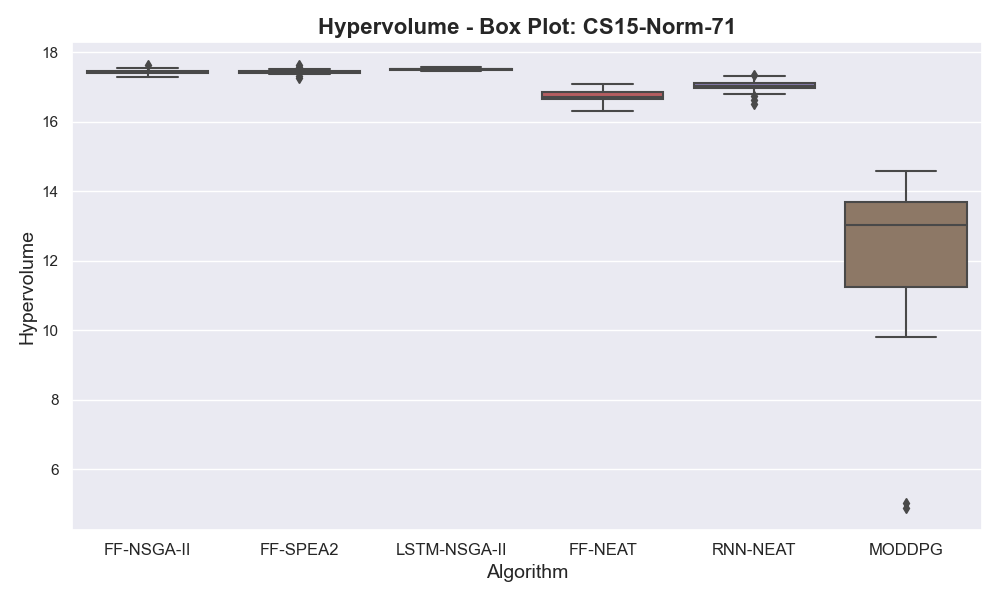 Hypervolume - Box Plot: CS15-Norm-71
18
16
14
12
10
8
6
Hypervolume
FF-NSGA-II FF-SPEA2 LSTM-NSGA-II FF-NEAT RNN-NEAT MODDPG
Algorithm